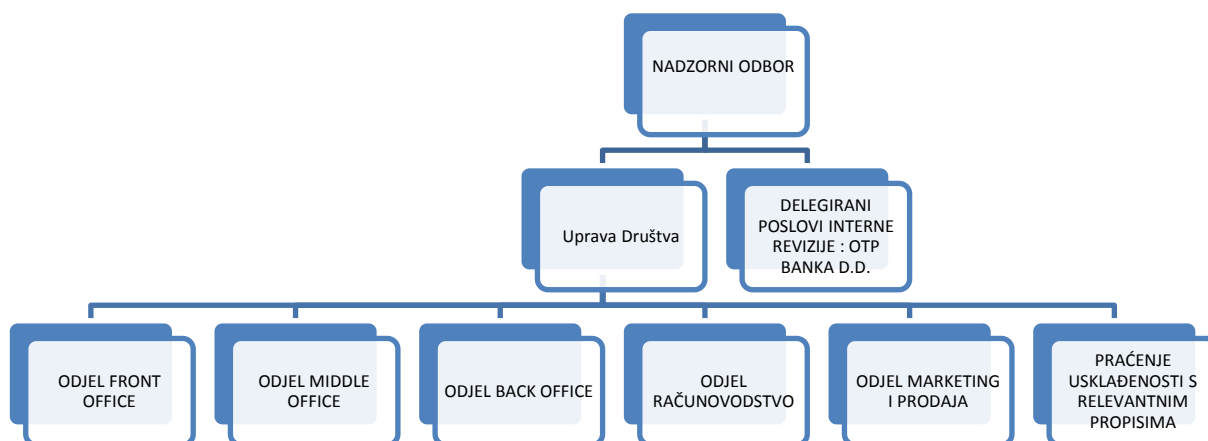 NADZORNI ODBOR
Uprava Društva
DELEGIRANI
POSLOVI INTERNE
REVIZIJE : OTP
BANKA D.D.
ODJEL FRONT
OFFICE
ODJEL MIDDLE
OFFICE
ODJEL BACK OFFICE
ODJEL
RAČUNOVODSTVO
ODJEL MARKETING
I PRODAJA
PRAĆENJE
USKLAĐENOSTI S
RELEVANTNIM
PROPISIMA